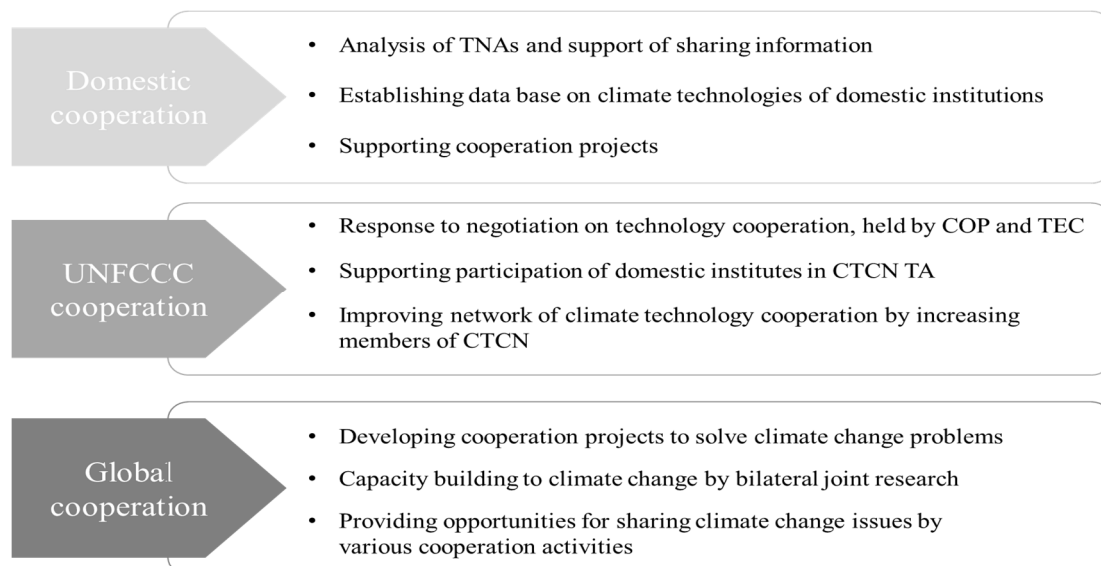 Domestic
cooperation
• Analysis of TNAs and support of sharing information
• Establishing data base on climate technologies of domestic institutions
• Supporting cooperation projects
UNFCCC
cooperation
• Response to negotiation on technology cooperation, held by COP and TEC
• Supporting participation of domestic institutes in CTCN TA
• Improving network of climate technology cooperation by increasing
members of CTCN
Global
cooperation
• Developing cooperation projects to solve climate change problems
• Capacity building to climate change by bilateral joint research
• Providing opportunities for sharing climate change issues by
various cooperation activities